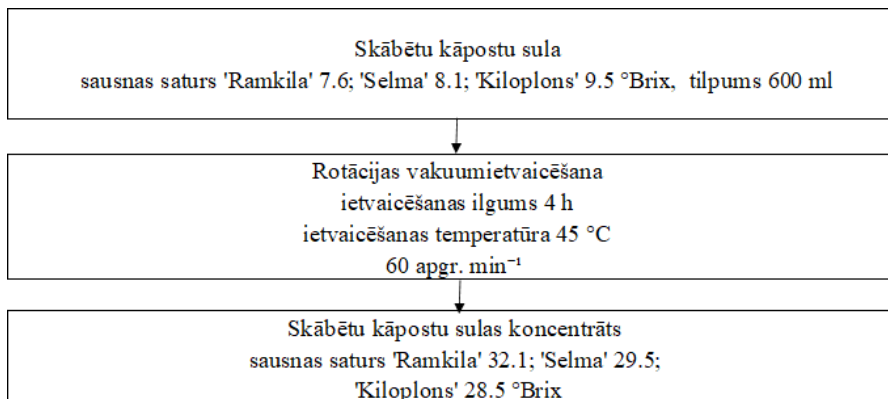 Skābētu kāpostu sula
sausnas saturs 'Ramkila' 7.6; 'Selma' 8.1; 'Kiloplons' 9.5 °Brix, tilpums 600 ml
Rotācijas vakuumietvaicēšana
ietvaicēšanas ilgums 4 h
ietvaicēšanas temperatūra 45 °C
60 apgr. min⁻¹
Skābētu kāpostu sulas koncentrāts
sausnas saturs 'Ramkila' 32.1; 'Selma' 29.5;
'Kiloplons' 28.5 °Brix